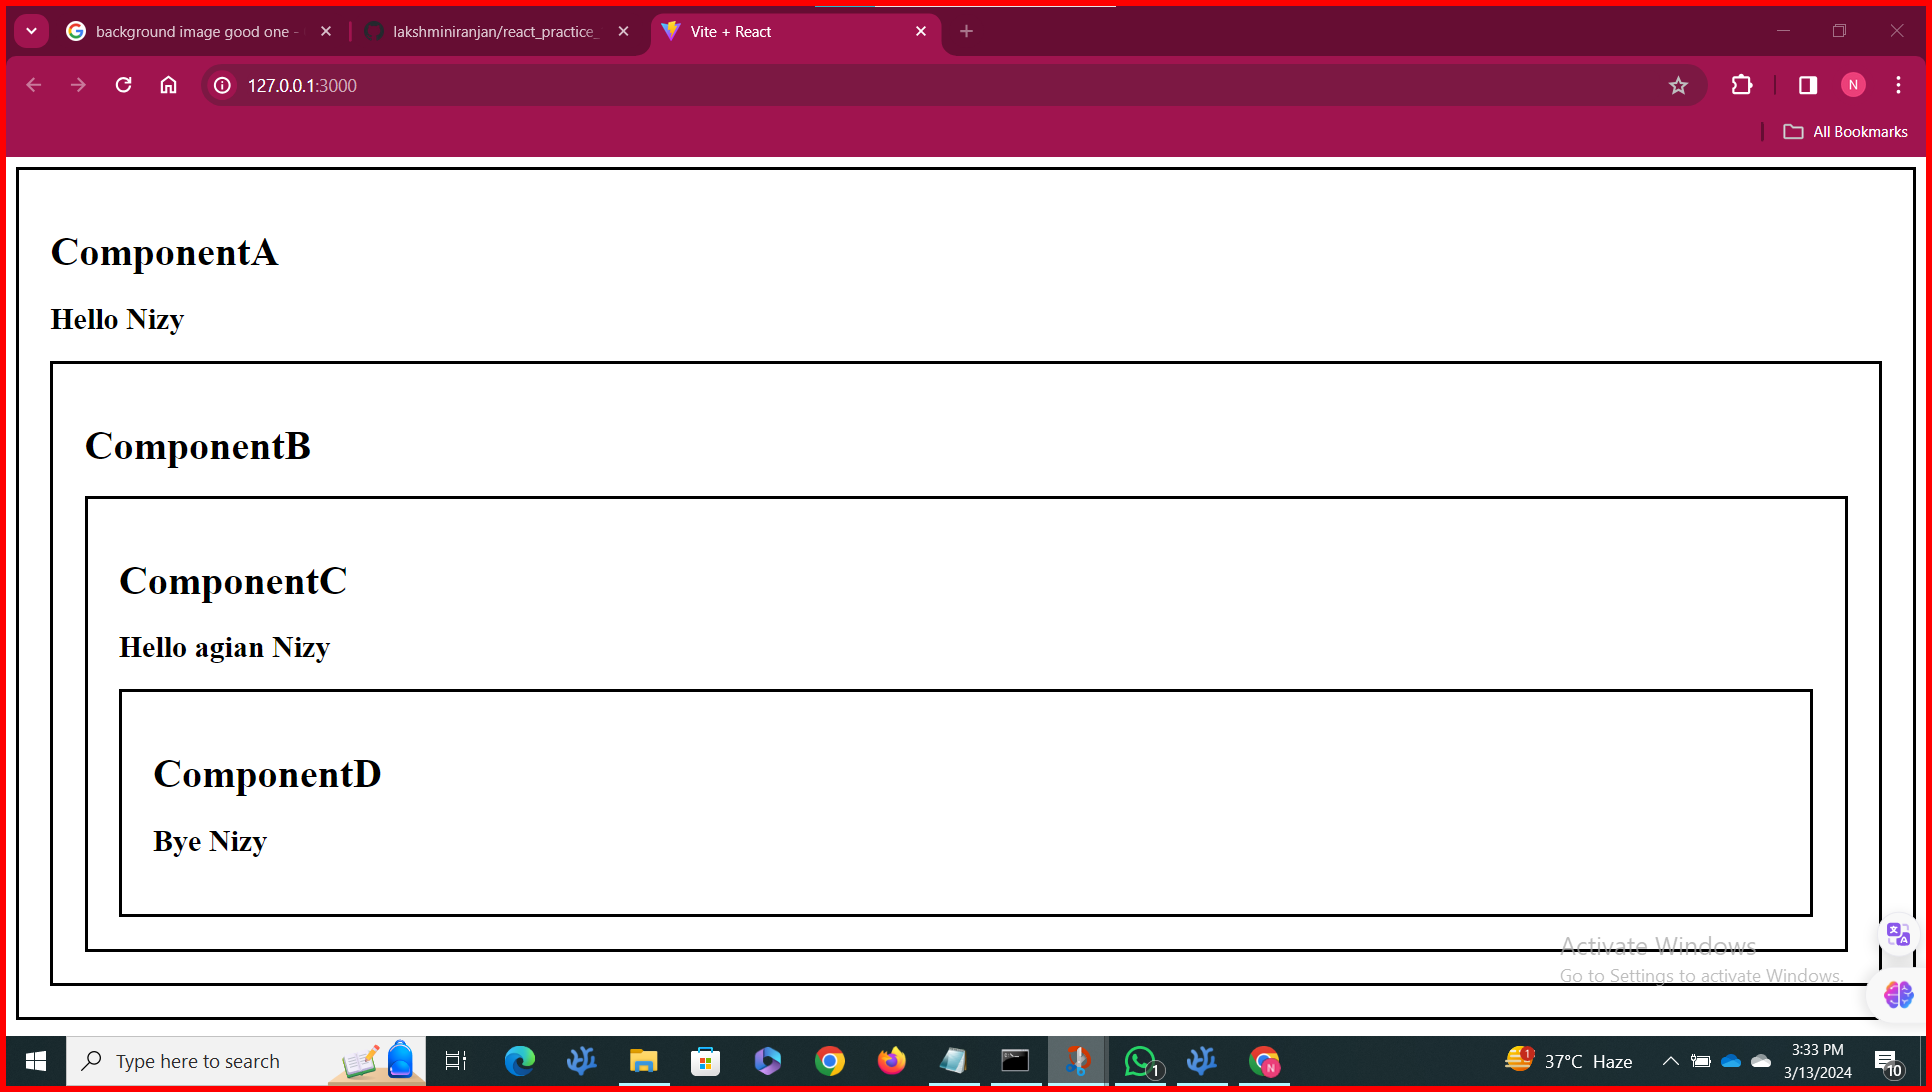 background image good one -
lakshminiranjan/react_practice_
Vite + React
127.0.0.1:3000
N
All Bookmarks
ComponentA
Hello Nizy
ComponentB
ComponentC
Hello agian Nizy
ComponentD
Bye Nizy
Activate Windows
Go to Settings to activate Windows.
Type here to search
N
1
1
37°C Haze
3:33 PM
3/13/2024
10